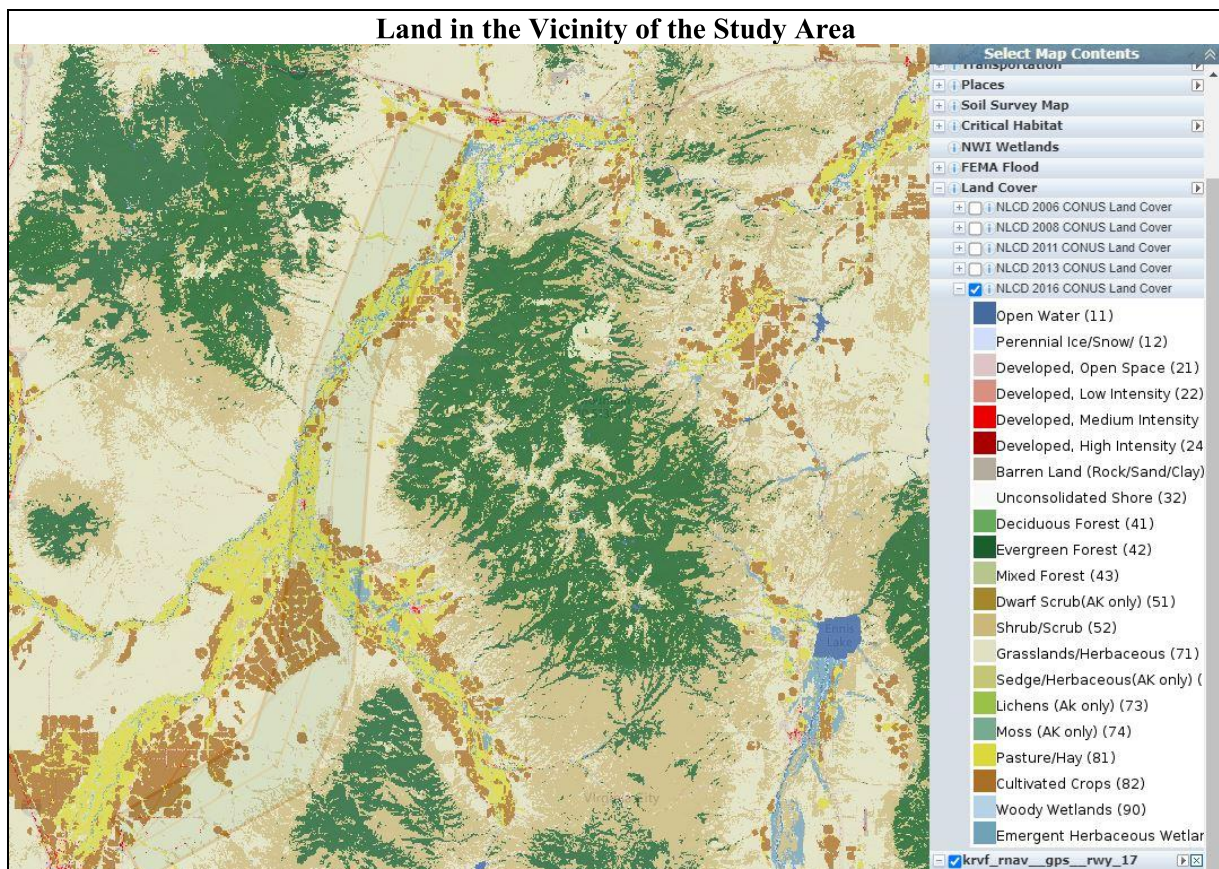 Land in the Vicinity of the Study Area
Select Map Contents
Transportation
Places
Soil Survey Map
Critical Habitat
NWI Wetlands
FEMA Flood
Land Cover
NLCD 2006 CONUS Land Cover
NLCD 2008 CONUS Land Cover
NLCD 2011 CONUS Land Cover
NLCD 2013 CONUS Land Cover
NLCD 2016 CONUS Land Cover
Open Water (11)
Perennial Ice/Snow/ (12)
Developed, Open Space (21)
Developed, Low Intensity (22)
Developed, Medium Intensity
Developed, High Intensity (24
Barren Land (Rock/Sand/Clay)
Unconsolidated Shore (32)
Deciduous Forest (41)
Evergreen Forest (42)
Mixed Forest (43)
Dwarf Scrub(AK only) (51)
Shrub/Scrub (52)
Grasslands/Herbaceous (71)
Sedge/Herbaceous(AK only) (
Lichens (Ak only) (73)
Moss (AK only) (74)
Pasture/Hay (81)
Cultivated Crops (82)
Woody Wetlands (90)
Emergent Herbaceous Wetlar
krvf_rnav__gps__rwy_17
Ennis
Lake
Virginia City